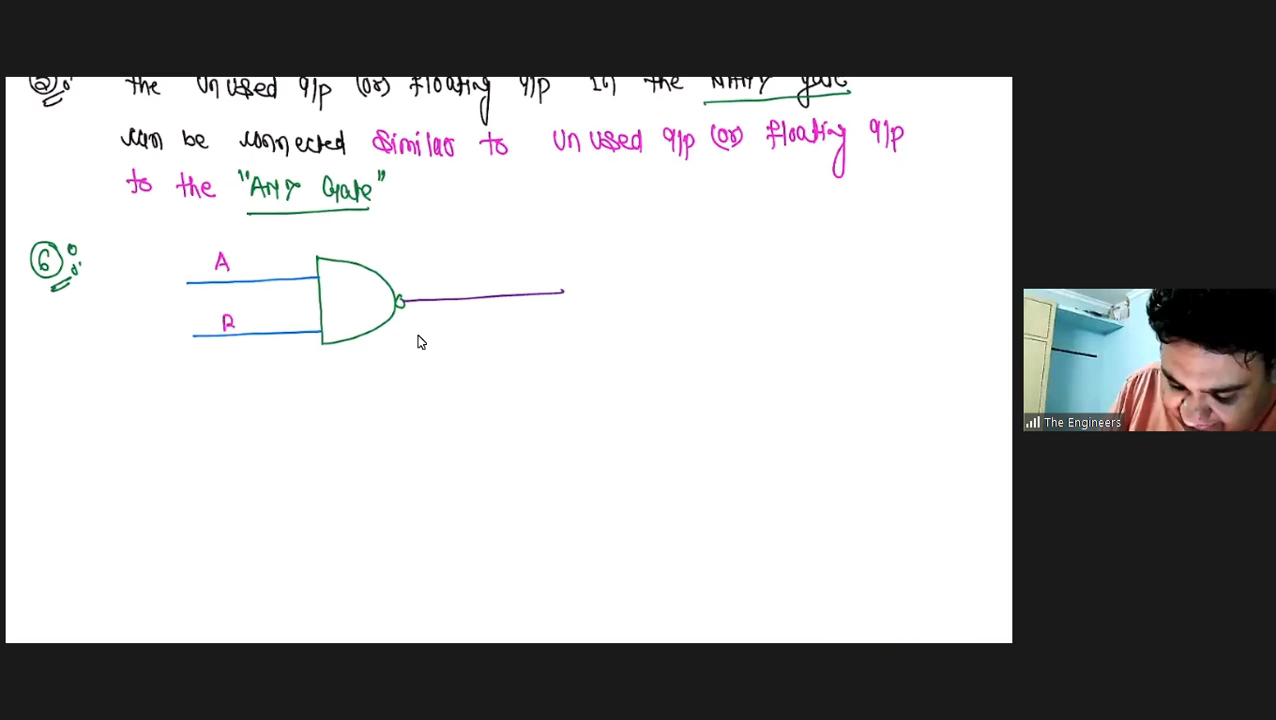 the Unused i/p (or) floating i/p in the NAND gate
can be connected similar to Unused i/p (or) floating i/p
to the "AND Gate"
6
A
B
The Engineers